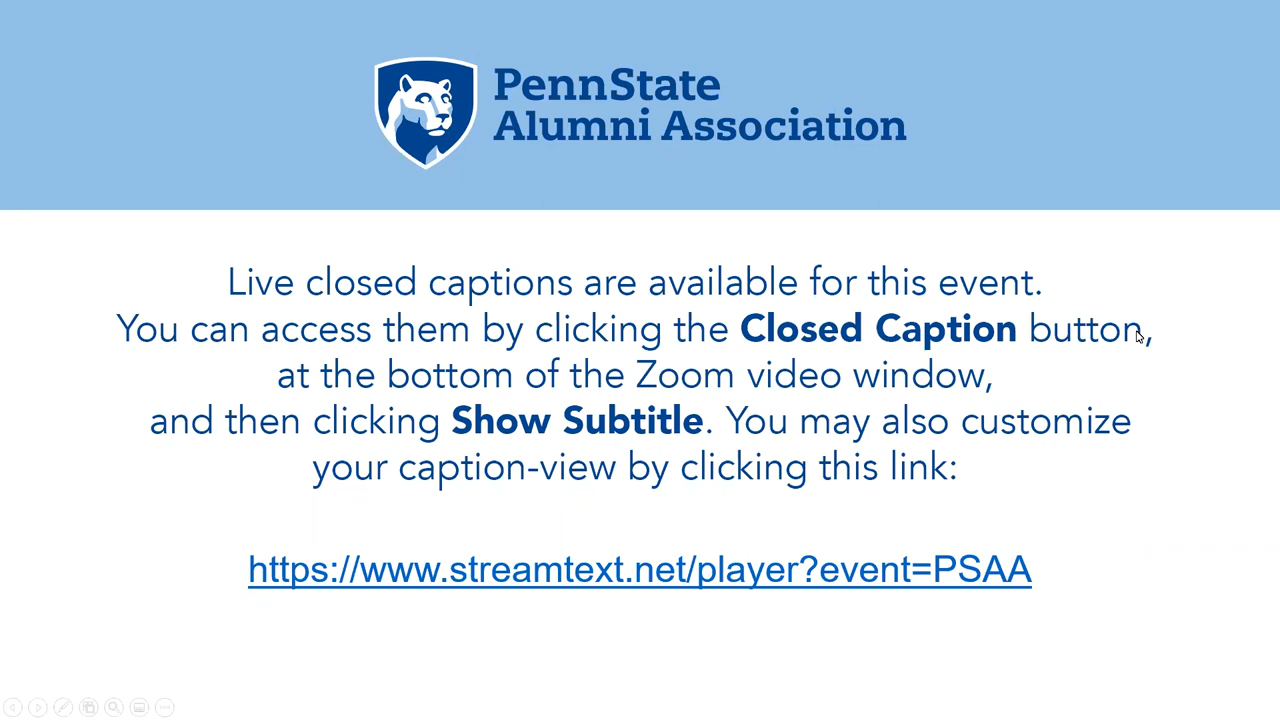 PennState
Alumni Association
Live closed captions are available for this event.
You can access them by clicking the Closed Caption button,
at the bottom of the Zoom video window,
and then clicking Show Subtitle. You may also customize
your caption-view by clicking this link:
https://www.streamtext.net/player?event=PSAA